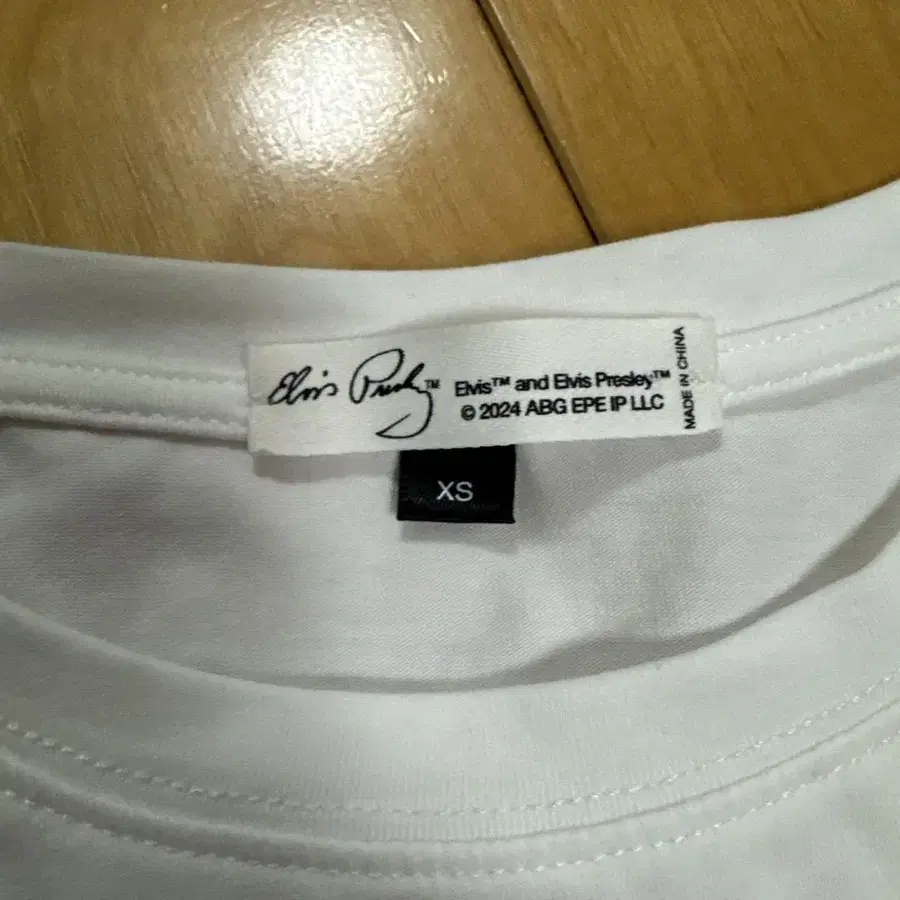 Elvis Presley™
Elvis™ and Elvis Presley™
© 2024 ABG EPE IP LLC
MADE IN CHINA
XS